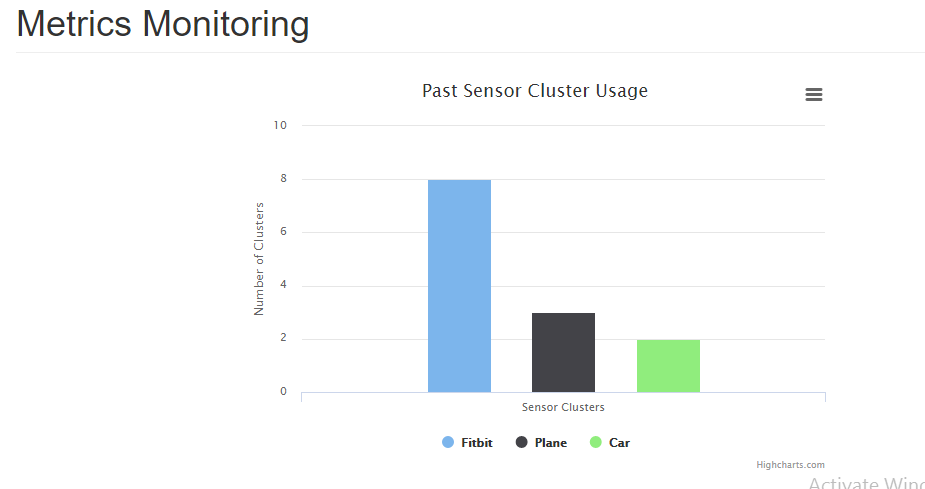 Metrics Monitoring
Past Sensor Cluster Usage
10
8
6
4
2
0
Number of Clusters
Sensor Clusters
Fitbit Plane Car
Highcharts.com
Activate